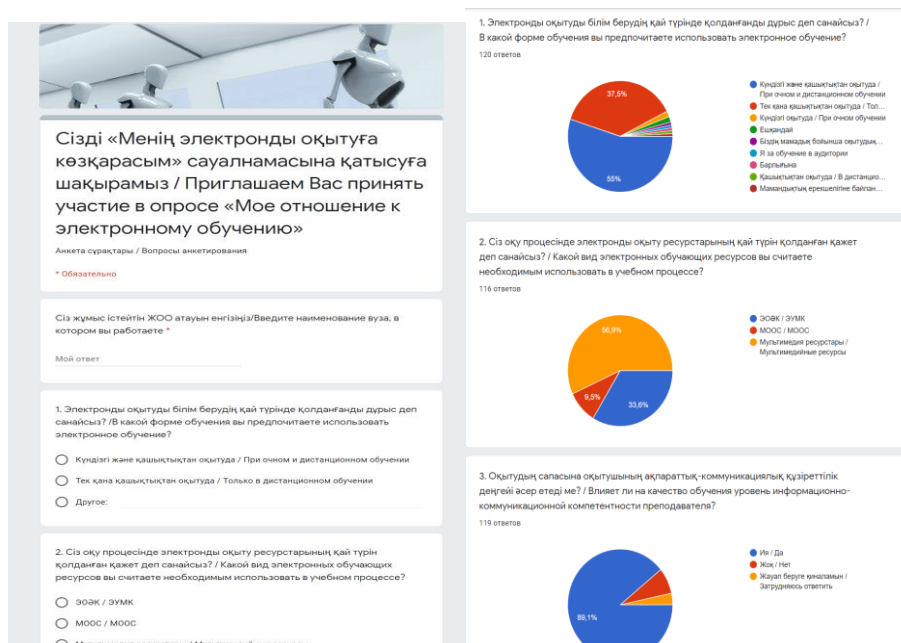 Сізді «Менің электронды оқытуға
көзқарасым» сауалнамасына қатысуға
шақырамыз / Приглашаем Вас принять
участие в опросе «Мое отношение к
электронному обучению»
Анкета сұрақтары / Вопросы анкетирования
* Обязательно
Сіз жұмыс істейтін ЖОО атауын енгізіңіз/Введите наименование вуза, в
котором вы работаете *
Мой ответ
1. Электронды оқытуды білім берудің қай түрінде қолданғанды дұрыс деп
санайсыз? /В какой форме обучения вы предпочитаете использовать
электронное обучение?
Күндізгі және қашықтықтан оқытуда / При очном и дистанционном обучении
Тек қана қашықтықтан оқытуда / Только в дистанционном обучении
Другое:
2. Сіз оқу процесінде электронды оқыту ресурстарының қай түрін
қолданған қажет деп санайсыз? / Какой вид электронных обучающих
ресурсов вы считаете необходимым использовать в учебном процессе?
ЭОӘК / ЭУМК
МООС / МООС
1. Электронды оқытуды білім берудің қай түрінде қолданғанды дұрыс деп санайсыз? /
В какой форме обучения вы предпочитаете использовать электронное обучение?
120 ответов
37,5%
55%
Күндізгі және қашықтықтан оқытуда /
При очном и дистанционном обучении
Тек қана қашықтықтан оқытуда / Тол...
Күндізгі оқытуда / При очном обучении
Ешқандай
Біздің мамадық бойынша оқытудың...
Я за обучение в аудитории
Барлығына
Қашықтықтан оқытуда / В дистанцио...
Мамандықтың ерекшелігіне байлан...
2. Сіз оқу процесінде электронды оқыту ресурстарының қай түрін қолданған қажет
деп санайсыз? / Какой вид электронных обучающих ресурсов вы считаете
необходимым использовать в учебном процессе?
116 ответов
56,9%
9,5%
33,6%
ЭОӘК / ЭУМК
МООС / МООС
Мультимедия ресурстары /
Мультимедийные ресурсы
3. Оқытудың сапасына оқытушының ақпараттық-коммуникациялық құзіреттілік
деңгейі әсер етеді ме? / Влияет ли на качество обучения уровень информационно-
коммуникационной компетентности преподавателя?
119 ответов
89,1%
Ия / Да
Жоқ / Нет
Жауап беруге қиналамын /
Затрудняюсь ответить